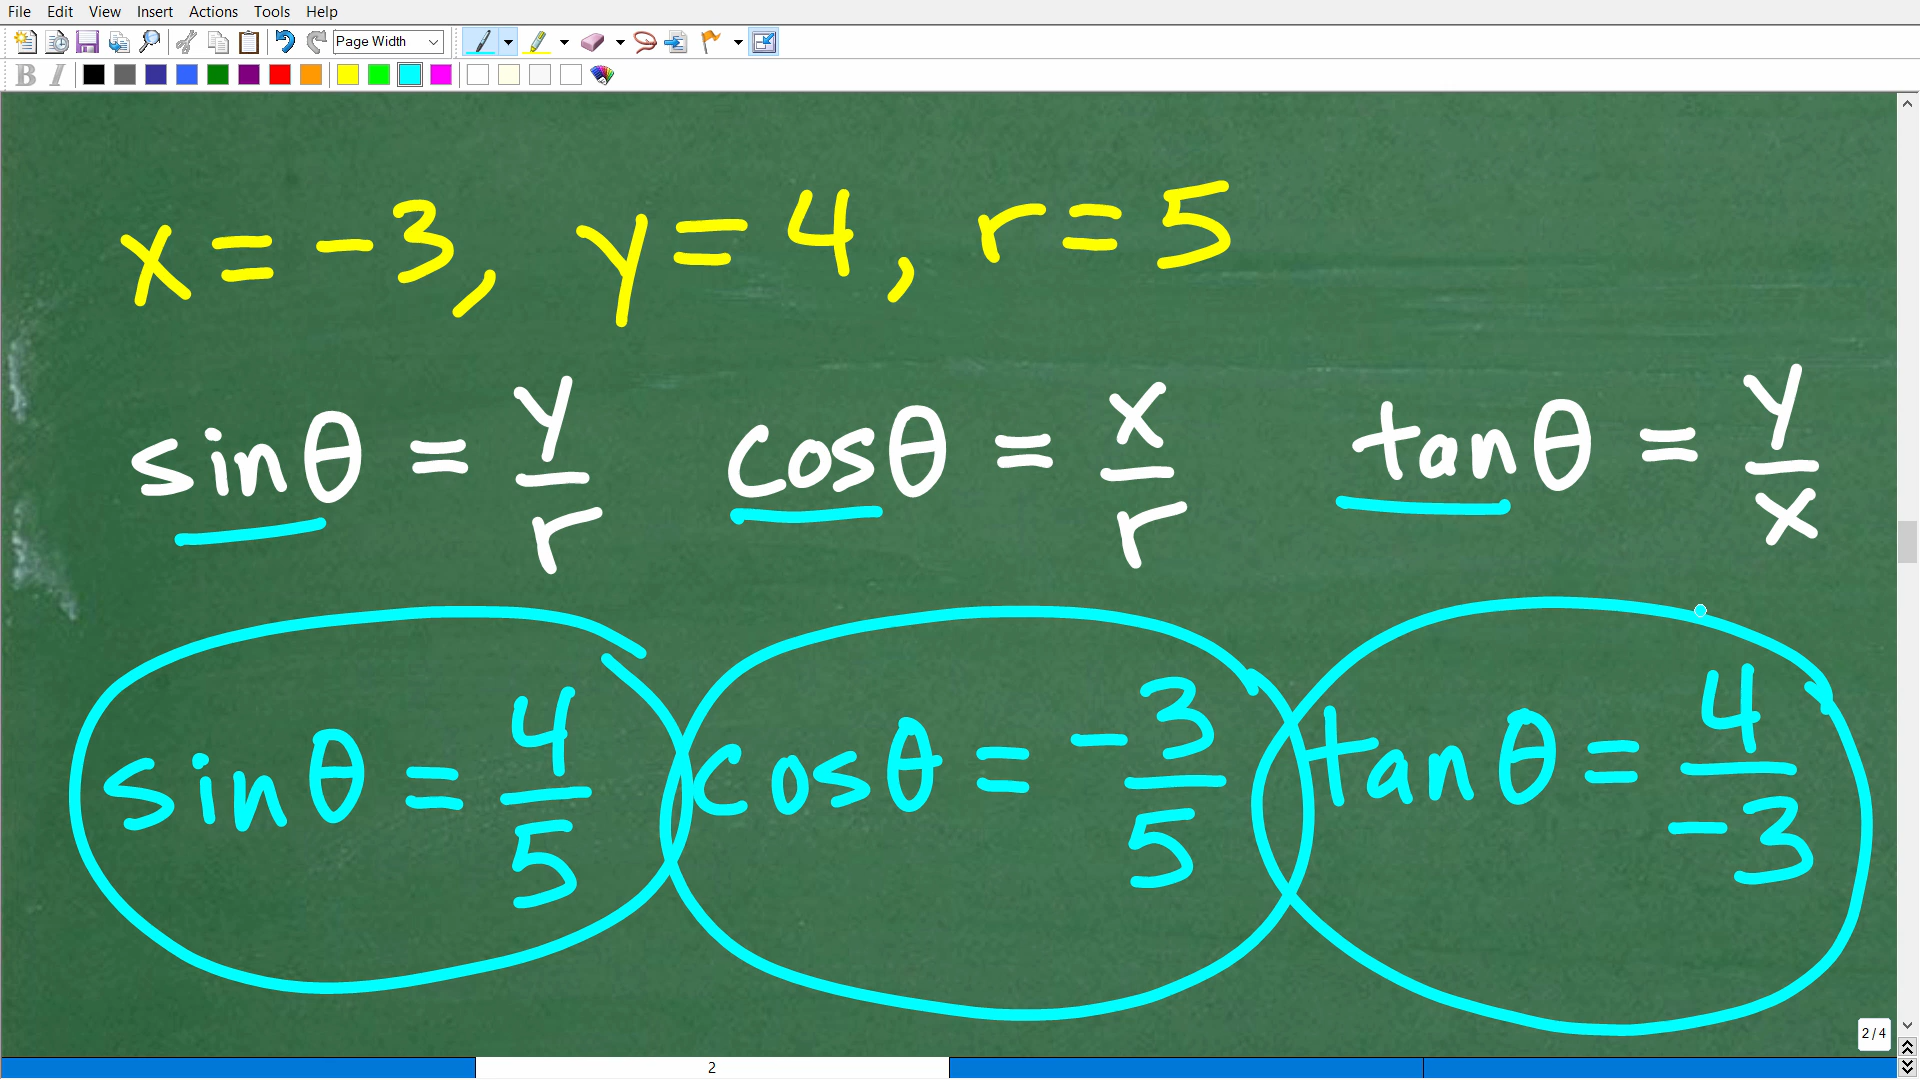 File Edit View Insert Actions Tools Help
Page Width
B I
x = -3, y = 4, r = 5
sinθ = y/r cosθ = x/r tanθ = y/x
sinθ = 4/5 cosθ = -3/5 tanθ = 4/-3
2 / 4
2